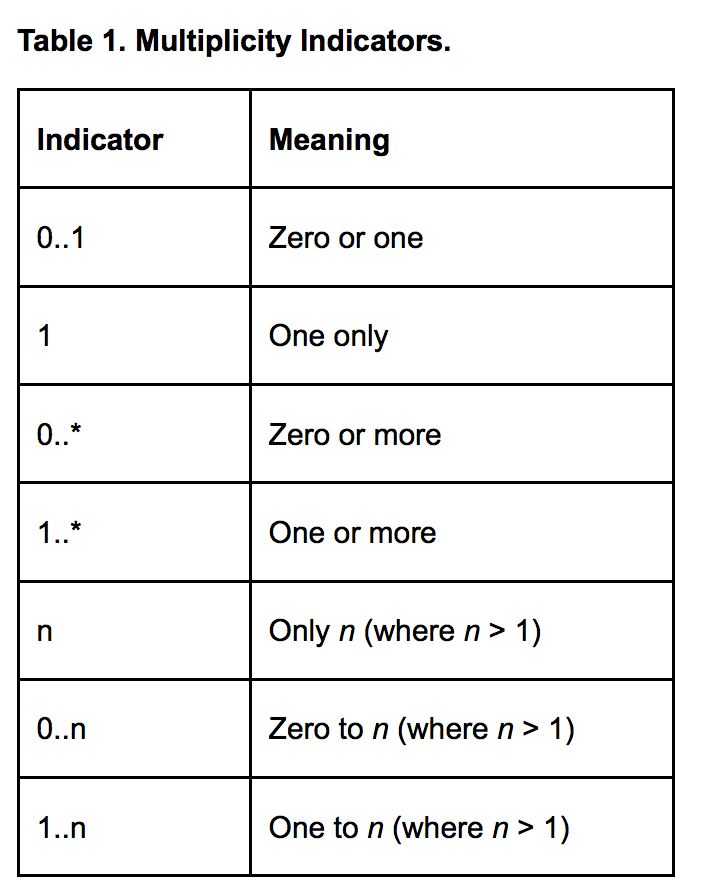 Table 1. Multiplicity Indicators.
Indicator Meaning
0..1 Zero or one
1 One only
0..* Zero or more
1..* One or more
n Only n (where n > 1)
0..n Zero to n (where n > 1)
1..n One to n (where n > 1)